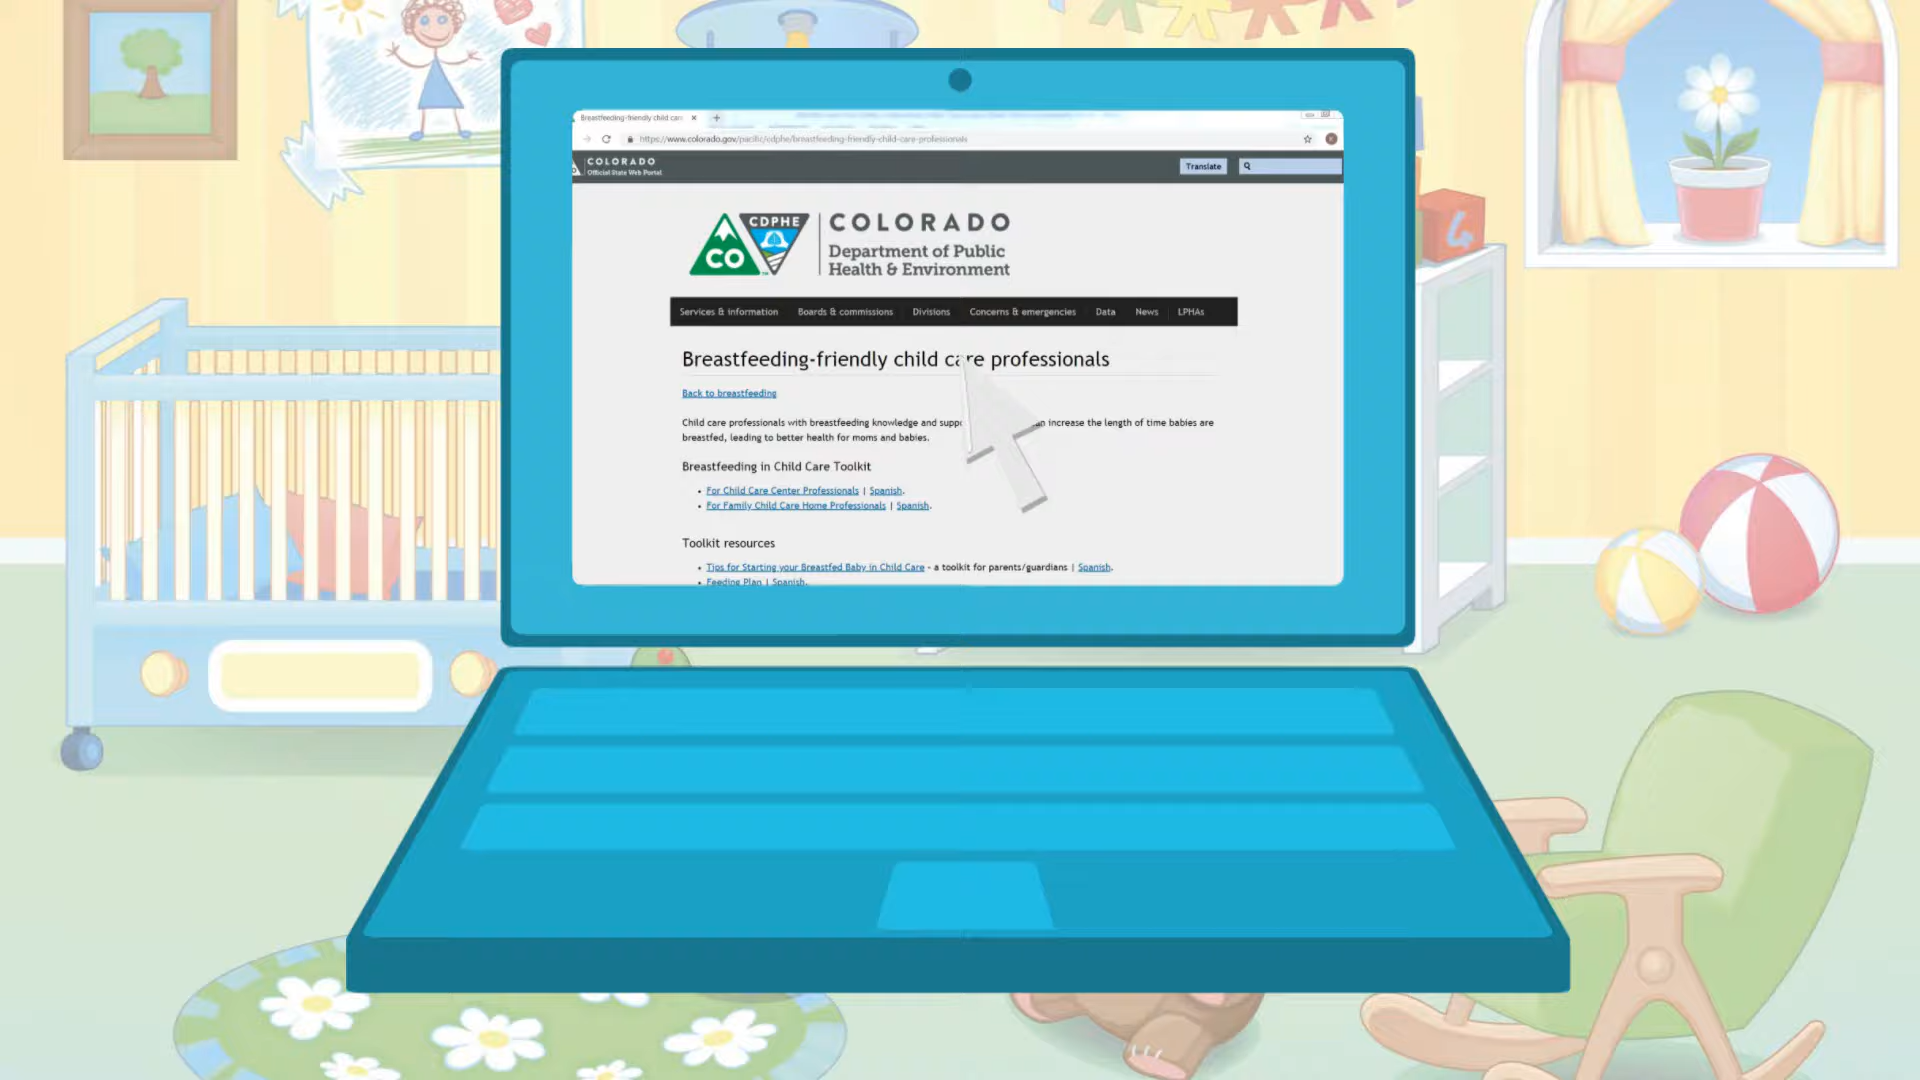 Breastfeeding-friendly child care
https://www.colorado.gov/pacific/cdphe/breastfeeding-friendly-child-care-professionals
COLORADO
Official State Web Portal
Translate
CDPHE
CO
TM
COLORADO
Department of Public
Health & Environment
Services & information Boards & commissions Divisions Concerns & emergencies Data News LPHAs
Breastfeeding-friendly child care professionals
Back to breastfeeding
Child care professionals with breastfeeding knowledge and increase the length of time babies are
breastfed, leading to better health for moms and babies.
Breastfeeding in Child Care Toolkit
• For Child Care Center Professionals | Spanish.
• For Family Child Care Home Professionals | Spanish.
Toolkit resources
• Tips for Starting your Breastfed Baby in Child Care - a toolkit for parents/guardians | Spanish.
• Feeding Plan | Spanish.
4